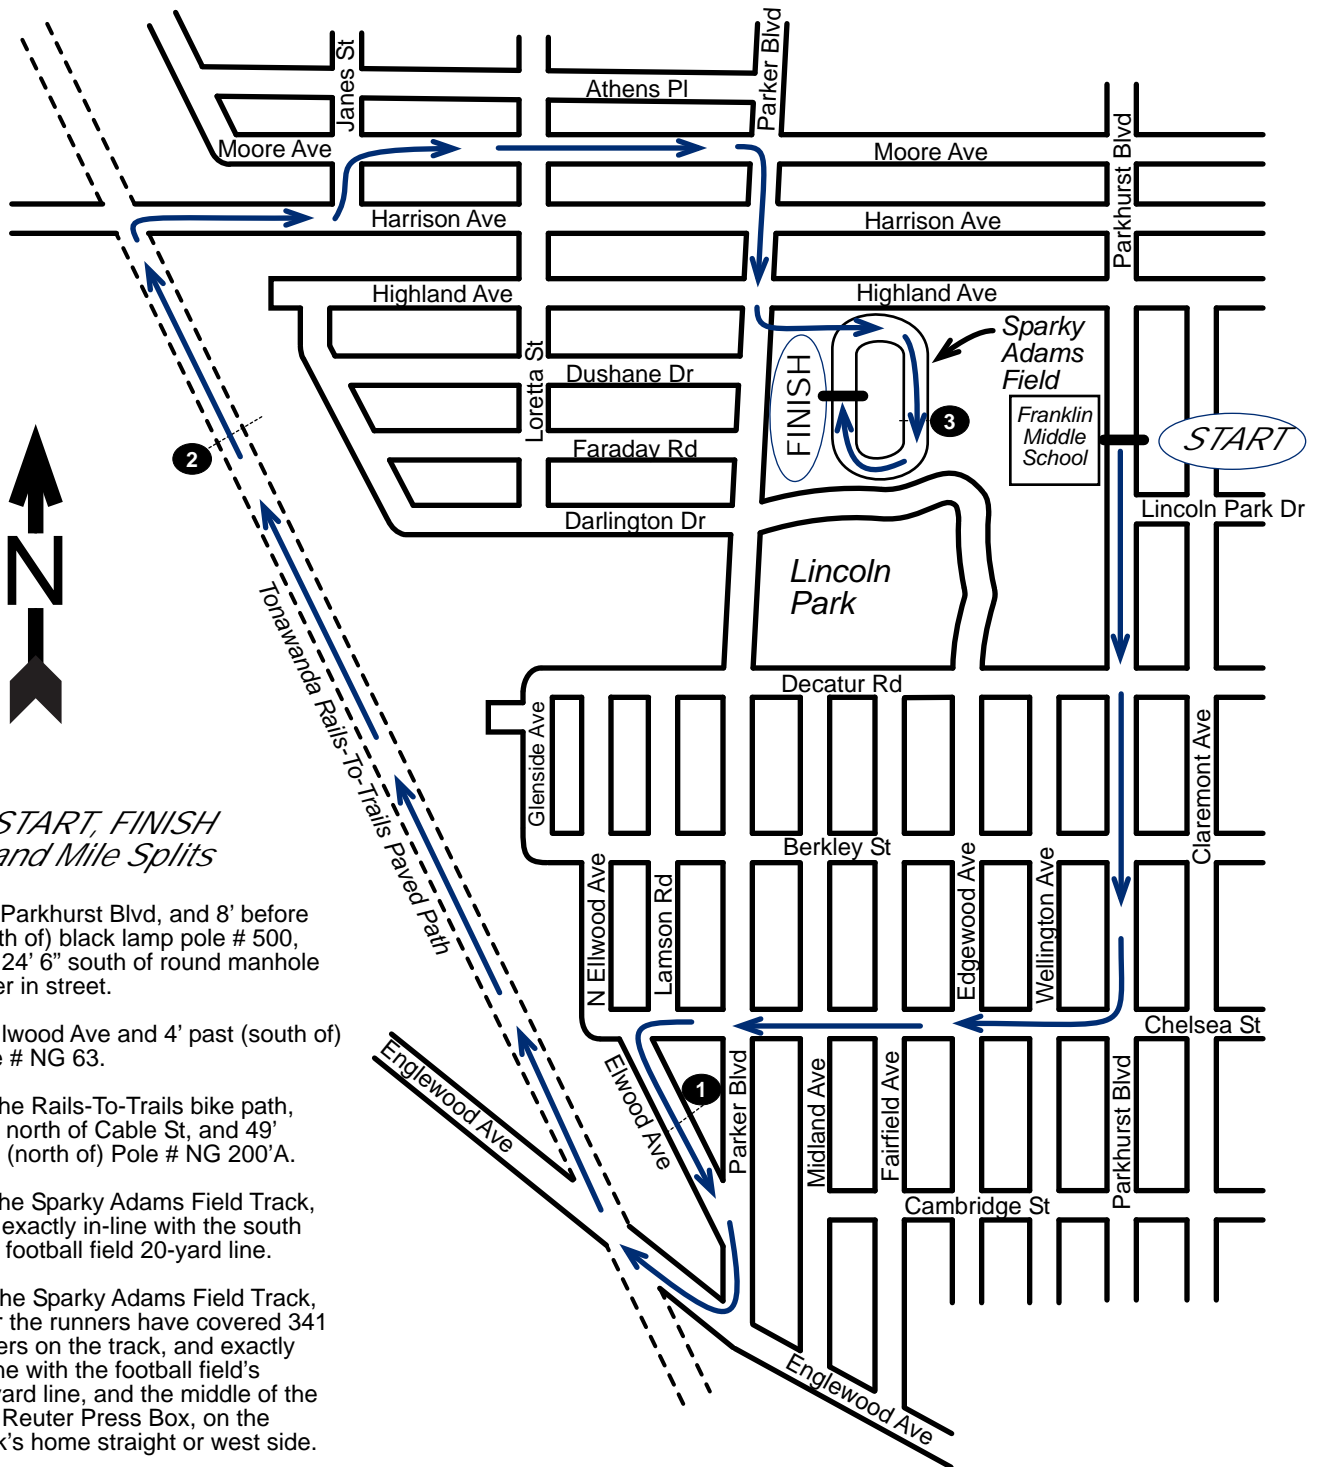 Janes St
Parker Blvd
Athens Pl
Moore Ave
Moore Ave
Parkhurst Blvd
Harrison Ave
Harrison Ave
Highland Ave
Highland Ave
Sparky
Adams
Field
Loretta St
Dushane Dr
FINISH
3
Franklin
Middle
School
START
2
Faraday Rd
Lincoln Park Dr
Darlington Dr
N
Lincoln
Park
Tonawanda Rails-To-Trails Paved Path
Decatur Rd
Glenside Ave
Claremont Ave
Berkley St
N Ellwood Ave
Lamson Rd
Edgewood Ave
Wellington Ave
Chelsea St
Englewood Ave
Elwood Ave
1
Parker Blvd
Midland Ave
Fairfield Ave
Parkhurst Blvd
Cambridge St
Englewood Ave
START, FINISH
and Mile Splits
Parkhurst Blvd, and 8’ before
of) black lamp pole # 500,
24’ 6” south of round manhole
in street.
Elwood Ave and 4’ past (south of)
# NG 63.
the Rails-To-Trails bike path,
north of Cable St, and 49’
(north of) Pole # NG 200’A.
the Sparky Adams Field Track,
exactly in-line with the south
football field 20-yard line.
the Sparky Adams Field Track,
the runners have covered 341
on the track, and exactly
with the football field’s
line, and the middle of the
Reuter Press Box, on the
home straight or west side.